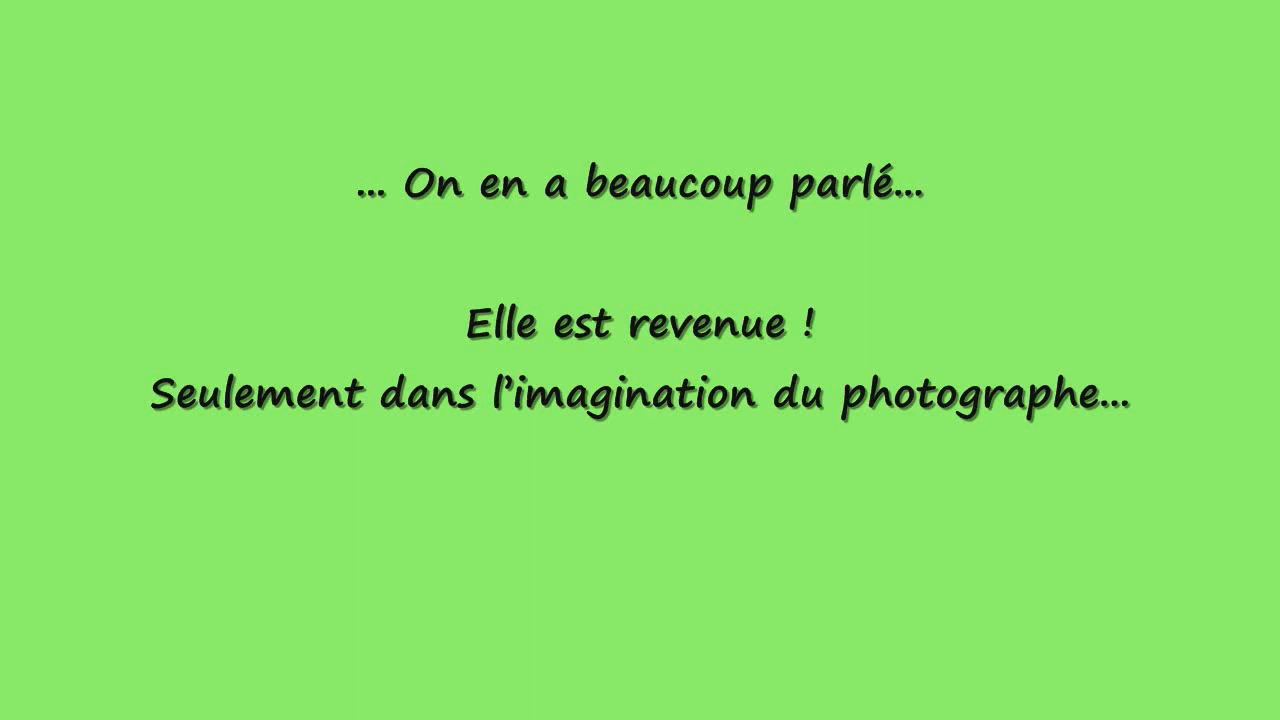 ... On en a beaucoup parlé...
Elle est revenue !
Seulement dans l’imagination du photographe...